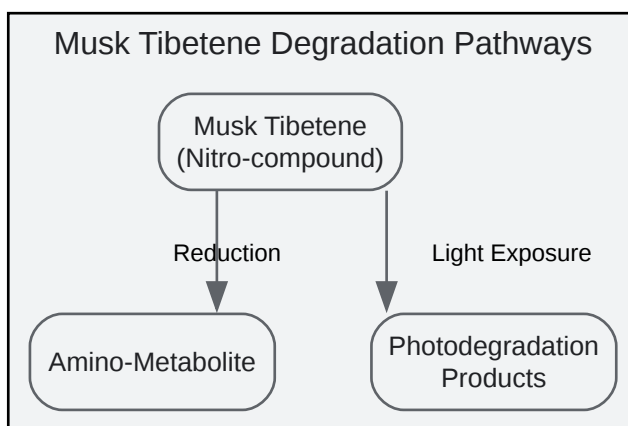 Musk Tibetene Degradation Pathways
Musk Tibetene
(Nitro-compound)
Reduction
Light Exposure
Amino-Metabolite
Photodegradation
Products